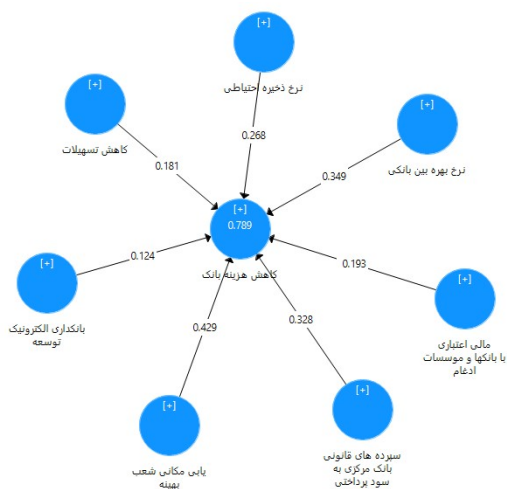 [+]
نرخ ذخیره احتیاطی
[+]
کاهش تسهیلات
[+]
نرخ بهره بین بانکی
0.268
0.181
0.349
[+]
0.789
کاهش هزینه بانک
[+]
بانکداری الکترونیک
توسعه
0.124
0.193
[+]
مالی اعتباری
با بانکها و موسسات
ادغام
0.429
0.328
[+]
یابی مکانی شعب
بهینه
[+]
سپرده های قانونی
بانک مرکزی به
سود پرداختی